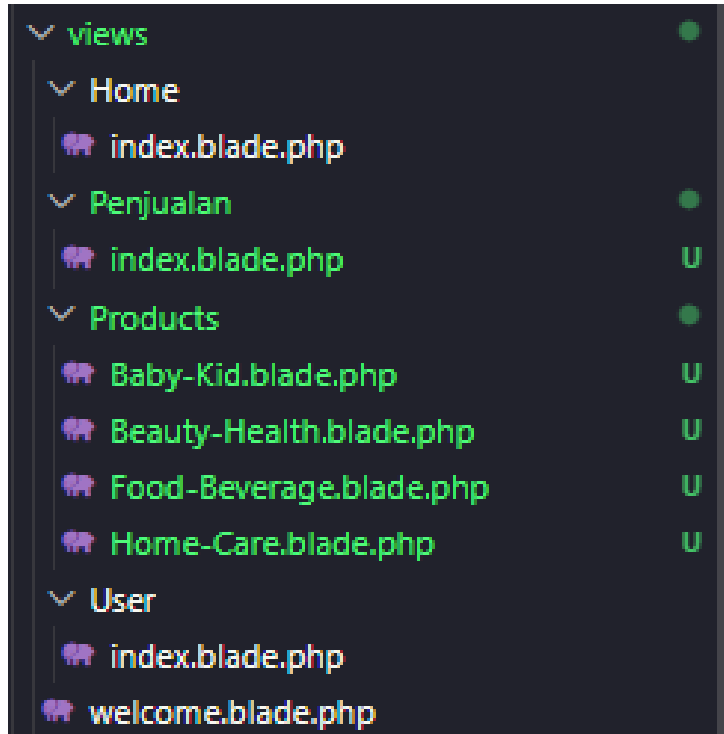 views
Home
index.blade.php
Penjualan
index.blade.php U
Products
Baby-Kid.blade.php U
Beauty-Health.blade.php U
Food-Beverage.blade.php U
Home-Care.blade.php U
User
index.blade.php
welcome.blade.php